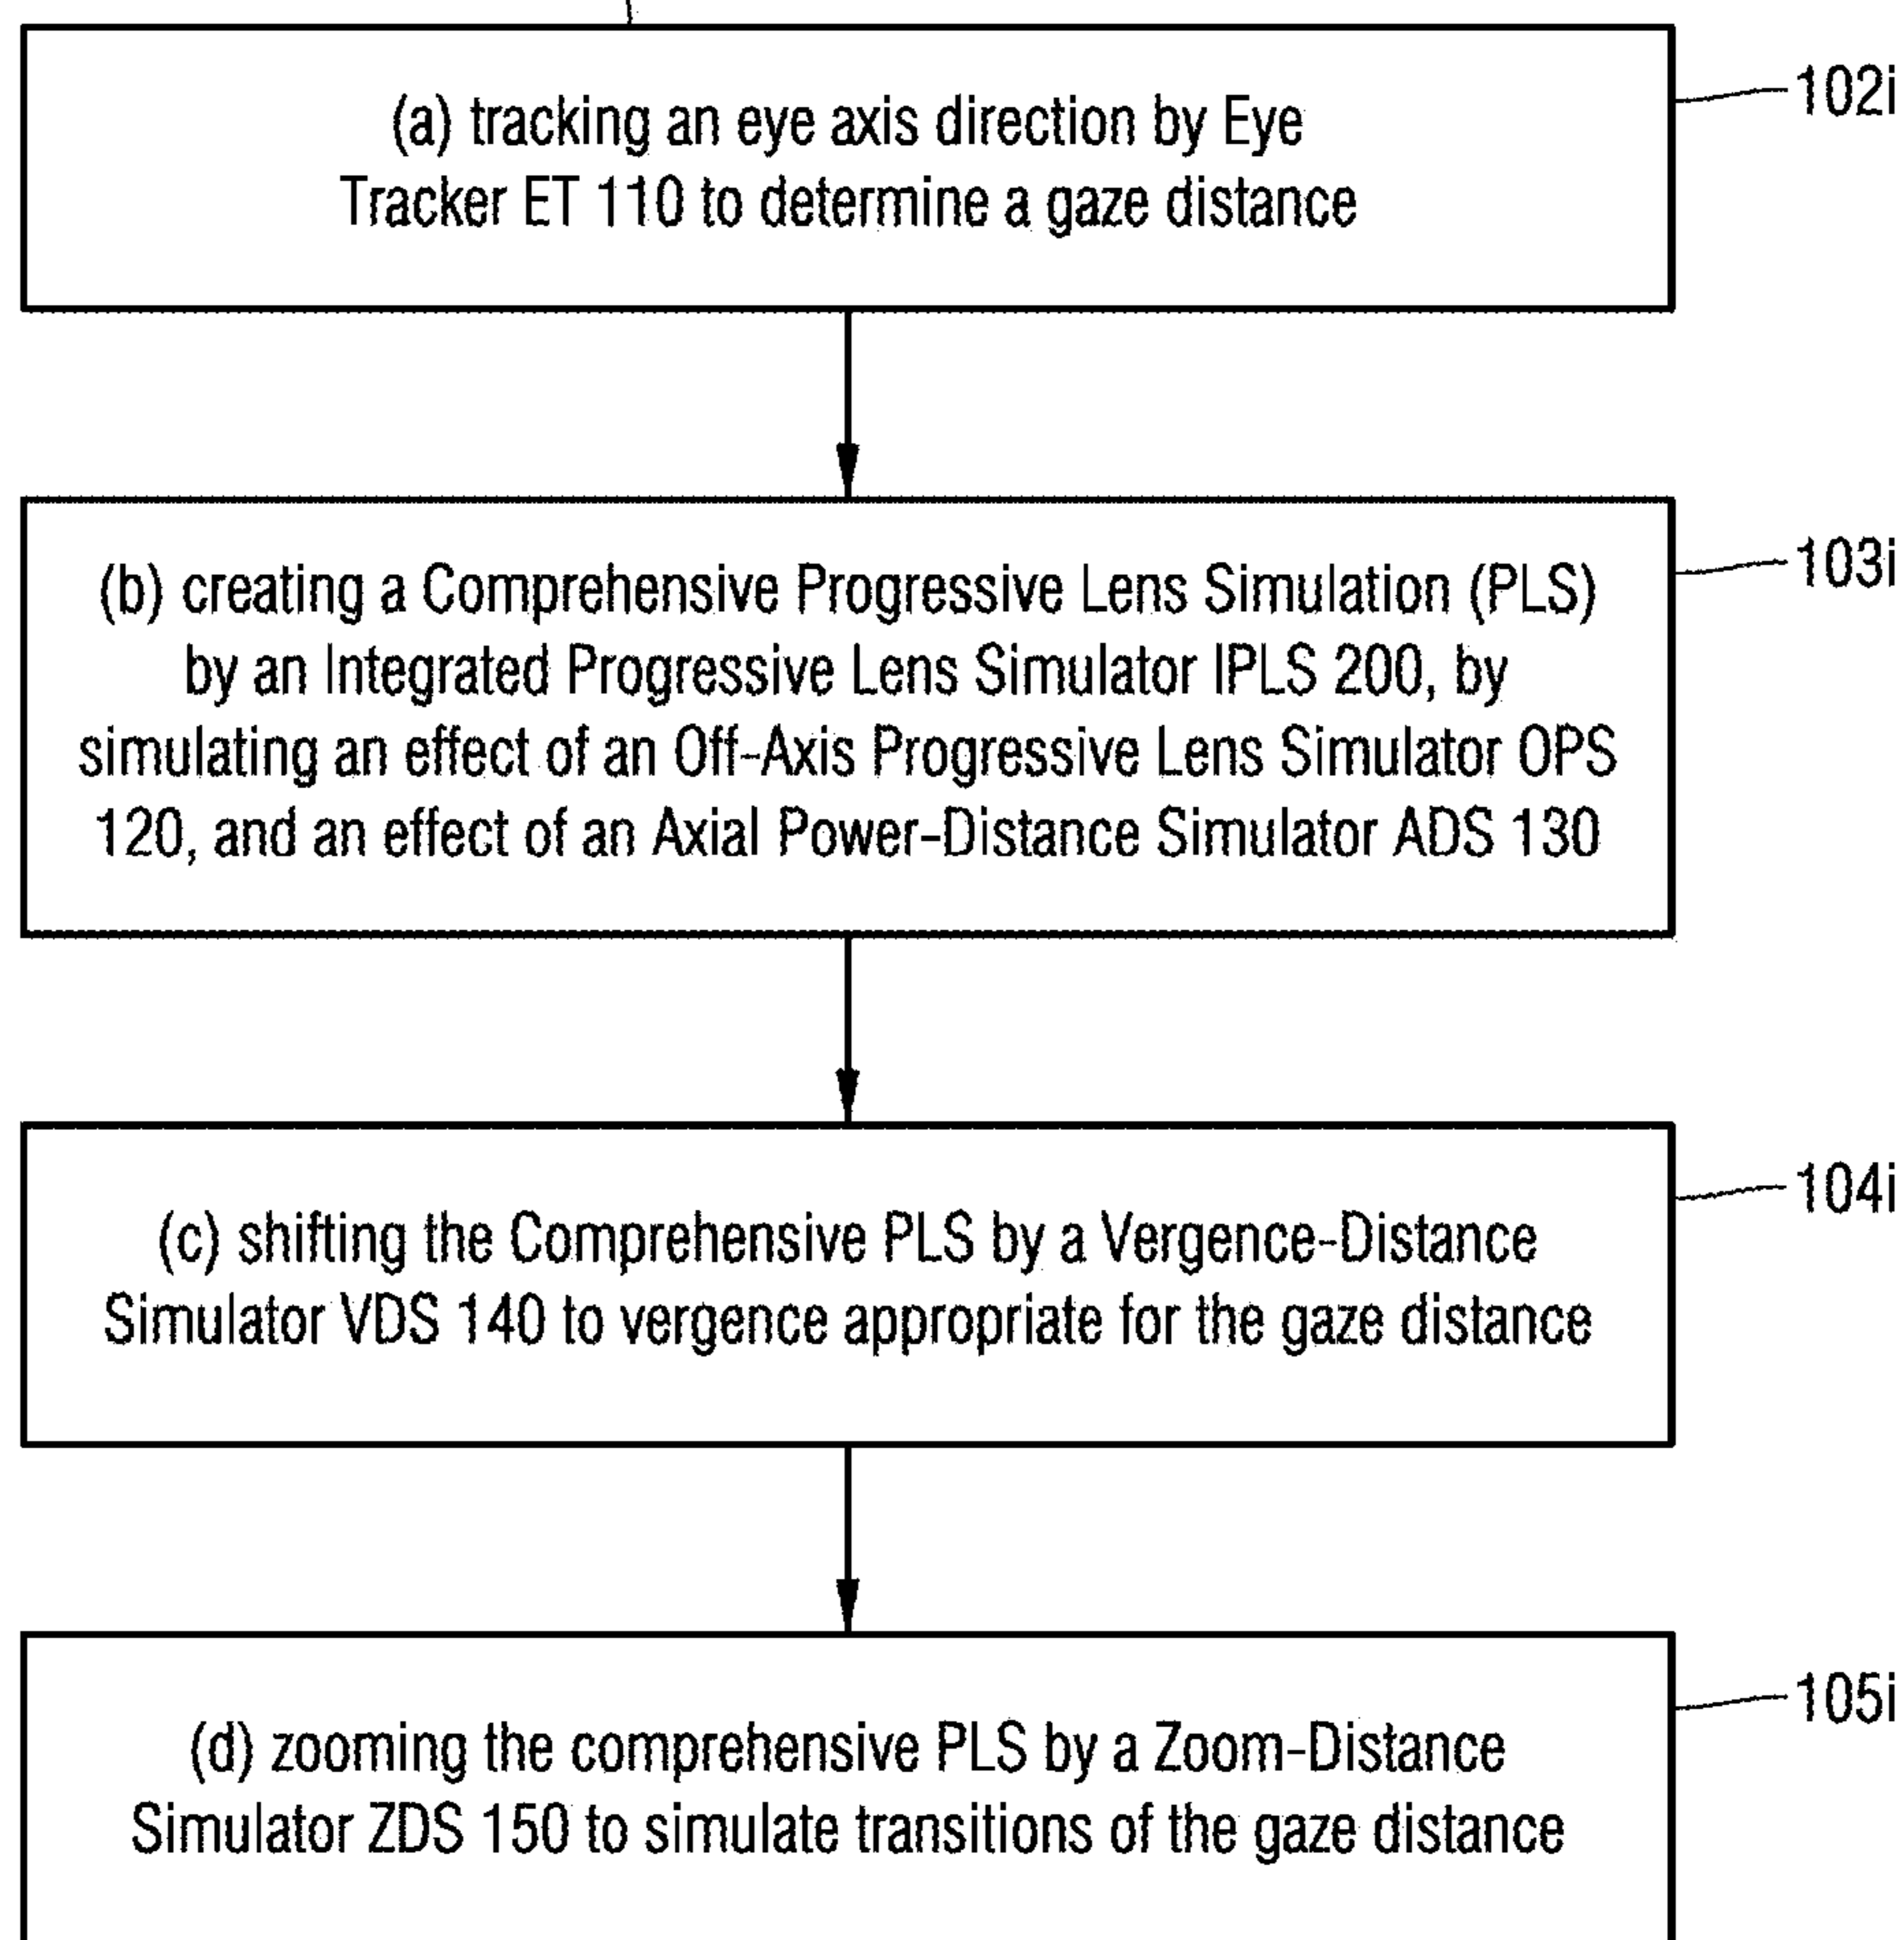 (a) tracking an eye axis direction by Eye
Tracker ET 110 to determine a gaze distance
102i
(b) creating a Comprehensive Progressive Lens Simulation (PLS)
by an Integrated Progressive Lens Simulator IPLS 200, by
simulating an effect of an Off-Axis Progressive Lens Simulator OPS
120, and an effect of an Axial Power-Distance Simulator ADS 130
103i
(c) shifting the Comprehensive PLS by a Vergence-Distance
Simulator VDS 140 to vergence appropriate for the gaze distance
104i
(d) zooming the comprehensive PLS by a Zoom-Distance
Simulator ZDS 150 to simulate transitions of the gaze distance
105i